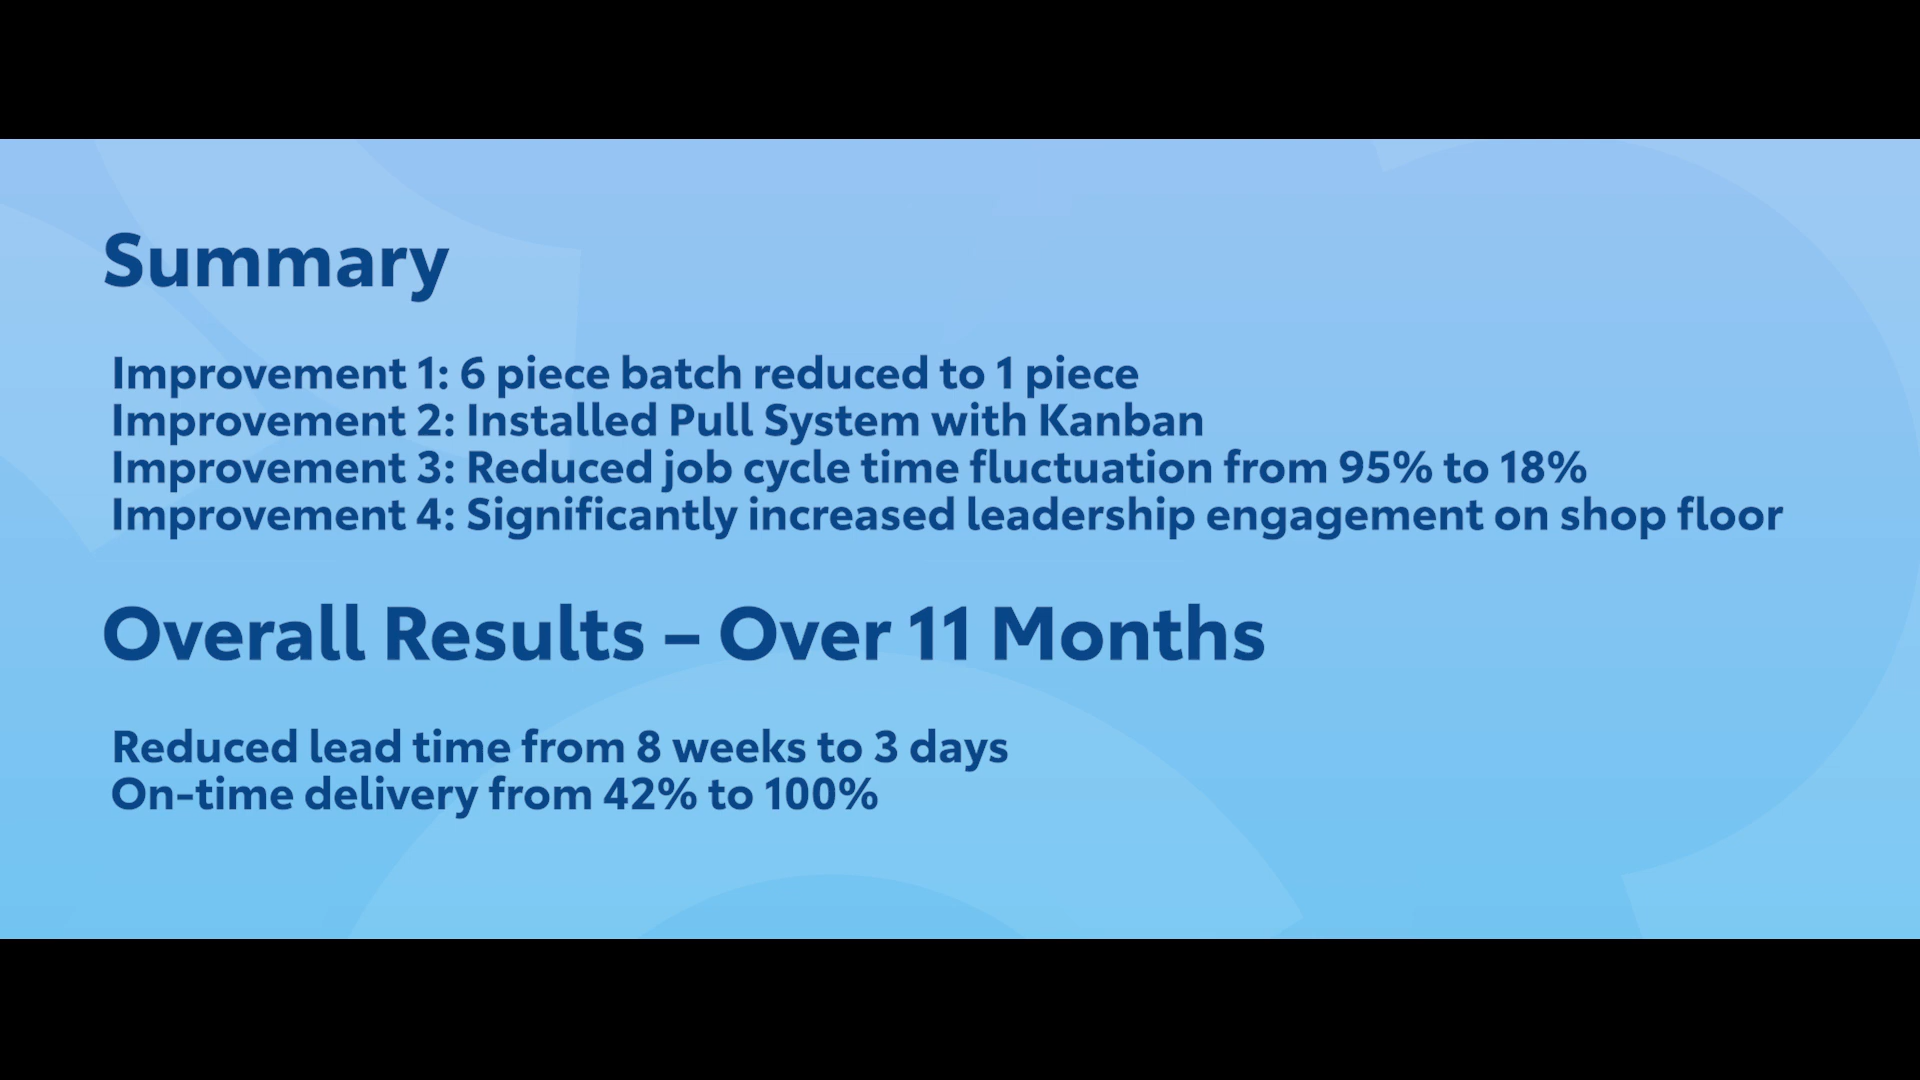 Summary
Improvement 1: 6 piece batch reduced to 1 piece
Improvement 2: Installed Pull System with Kanban
Improvement 3: Reduced job cycle time fluctuation from 95% to 18%
Improvement 4: Significantly increased leadership engagement on shop floor
Overall Results – Over 11 Months
Reduced lead time from 8 weeks to 3 days
On-time delivery from 42% to 100%